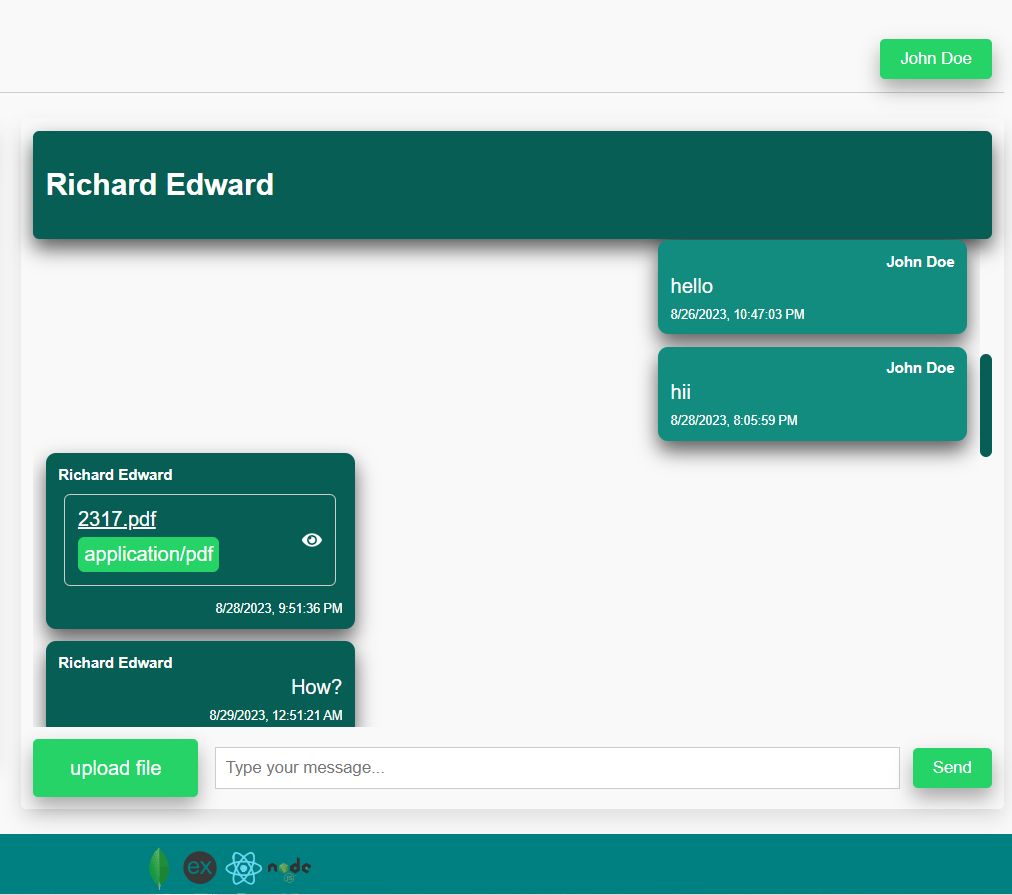 John Doe
Richard Edward
John Doe
hello
8/26/2023, 10:47:03 PM
John Doe
hii
8/28/2023, 8:05:59 PM
Richard Edward
2317.pdf
application/pdf
8/28/2023, 9:51:36 PM
Richard Edward
How?
8/29/2023, 12:51:21 AM
upload file
Type your message...
Send
ex
node
JS